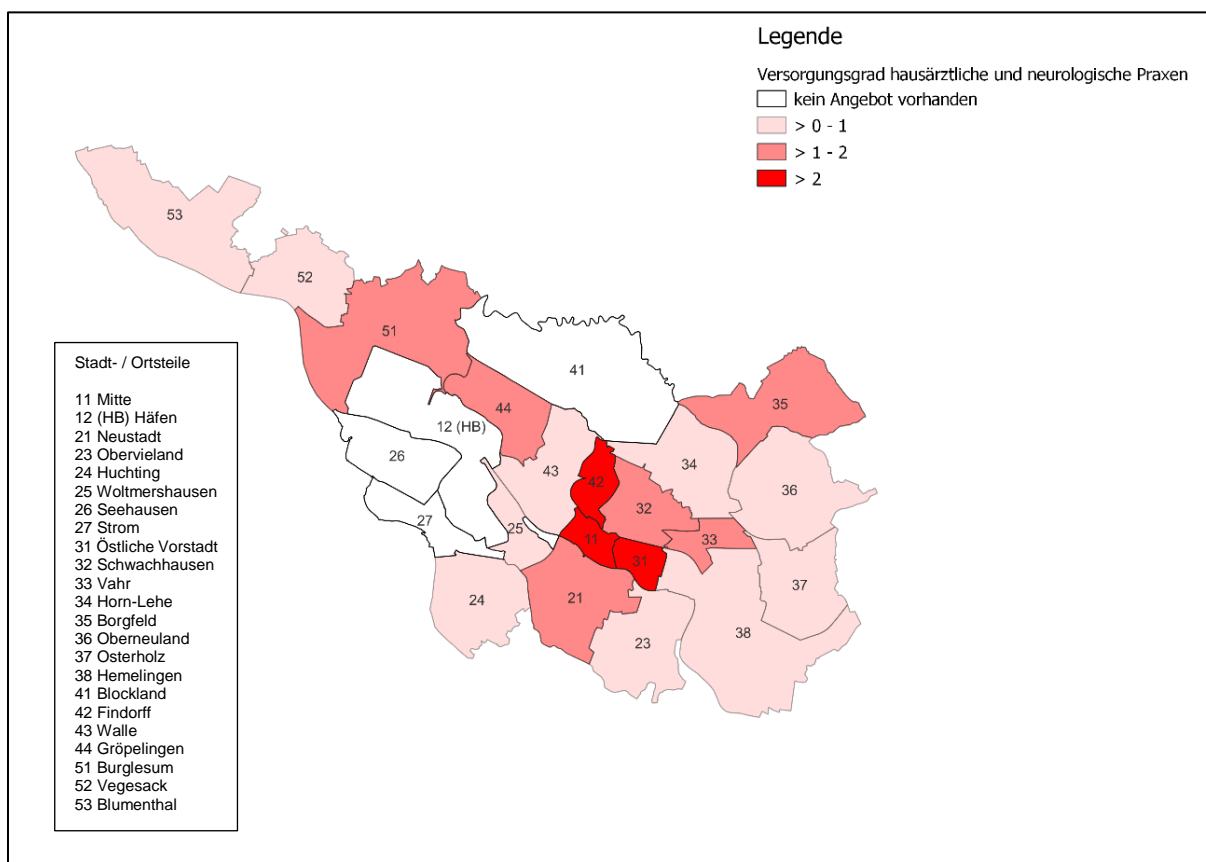 Legende
Versorgungsgrad hausärztliche und neurologische Praxen
kein Angebot vorhanden
> 0 - 1
> 1 - 2
> 2
53
52
51
41
44
35
12 (HB)
26
43
34
42
36
32
27
25
33
11
31
37
24
21
23
38
Stadt- / Ortsteile
11 Mitte
12 (HB) Häfen
21 Neustadt
23 Obervieland
24 Huchting
25 Woltmershausen
26 Seehausen
27 Strom
31 Östliche Vorstadt
32 Schwachhausen
33 Vahr
34 Horn-Lehe
35 Borgfeld
36 Oberneuland
37 Osterholz
38 Hemelingen
41 Blockland
42 Findorff
43 Walle
44 Gröpelingen
51 Burglesum
52 Vegesack
53 Blumenthal